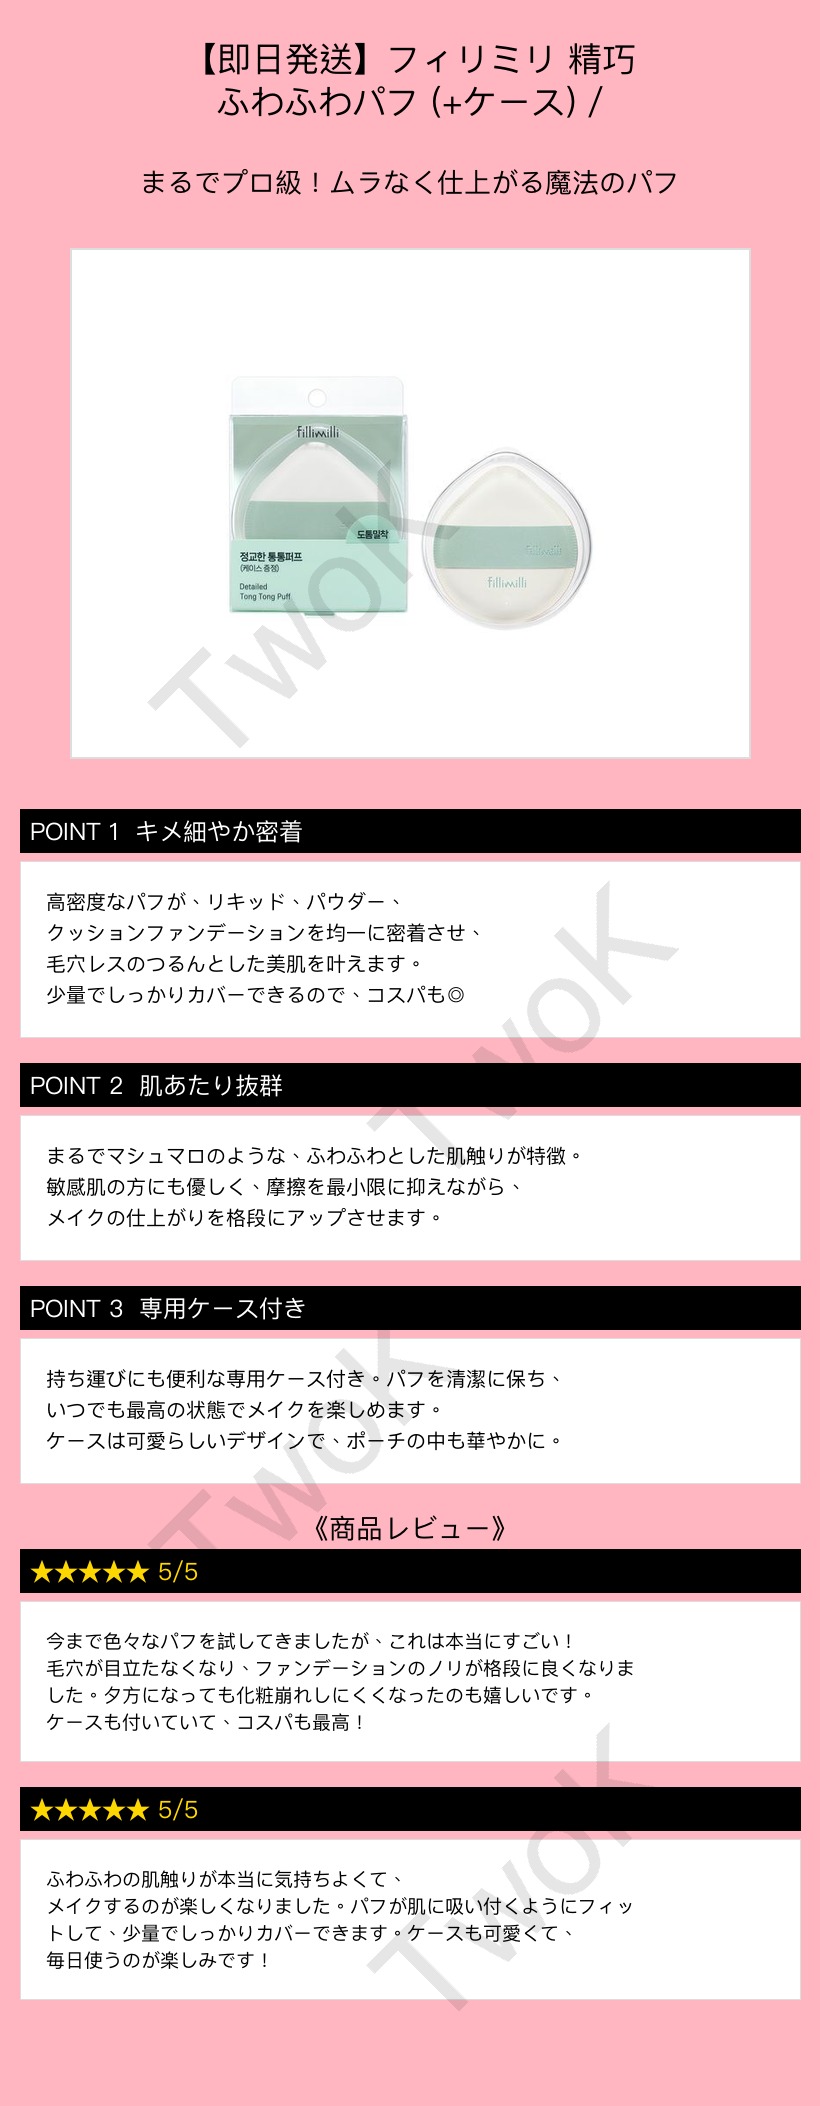 【即日発送】フィリミリ 精巧
ふわふわパフ (+ケース) /
まるでプロ級！ムラなく仕上がる魔法のパフ
fillimilli
도톰밀착
정교한 통통퍼프
(케이스 증정)
Detailed
Tong Tong Puff
fillimilli
fillimilli
TwoK
POINT 1 キメ細やか密着
高密度なパフが、リキッド、パウダー、
クッションファンデーションを均一に密着させ、
毛穴レスのつるんとした美肌を叶えます。
少量でしっかりカバーできるので、コスパも◎
TwoK
POINT 2 肌あたり抜群
まるでマシュマロのような、ふわふわとした肌触りが特徴。
敏感肌の方にも優しく、摩擦を最小限に抑えながら、
メイクの仕上がりを格段にアップさせます。
POINT 3 専用ケース付き
持ち運びにも便利な専用ケース付き。パフを清潔に保ち、
いつでも最高の状態でメイクを楽しめます。
ケースは可愛らしいデザインで、ポーチの中も華やかに。
TwoK
《商品レビュー》
★★★★★ 5/5
今まで色々なパフを試してきましたが、これは本当にすごい！
毛穴が目立たなくなり、ファンデーションのノリが格段に良くなりま
した。夕方になっても化粧崩れしにくくなったのも嬉しいです。
ケースも付いていて、コスパも最高！
★★★★★ 5/5
ふわふわの肌触りが本当に気持ちよくて、
メイクするのが楽しくなりました。パフが肌に吸い付くようにフィッ
トして、少量でしっかりカバーできます。ケースも可愛くて、
毎日使うのが楽しみです！
TwoK